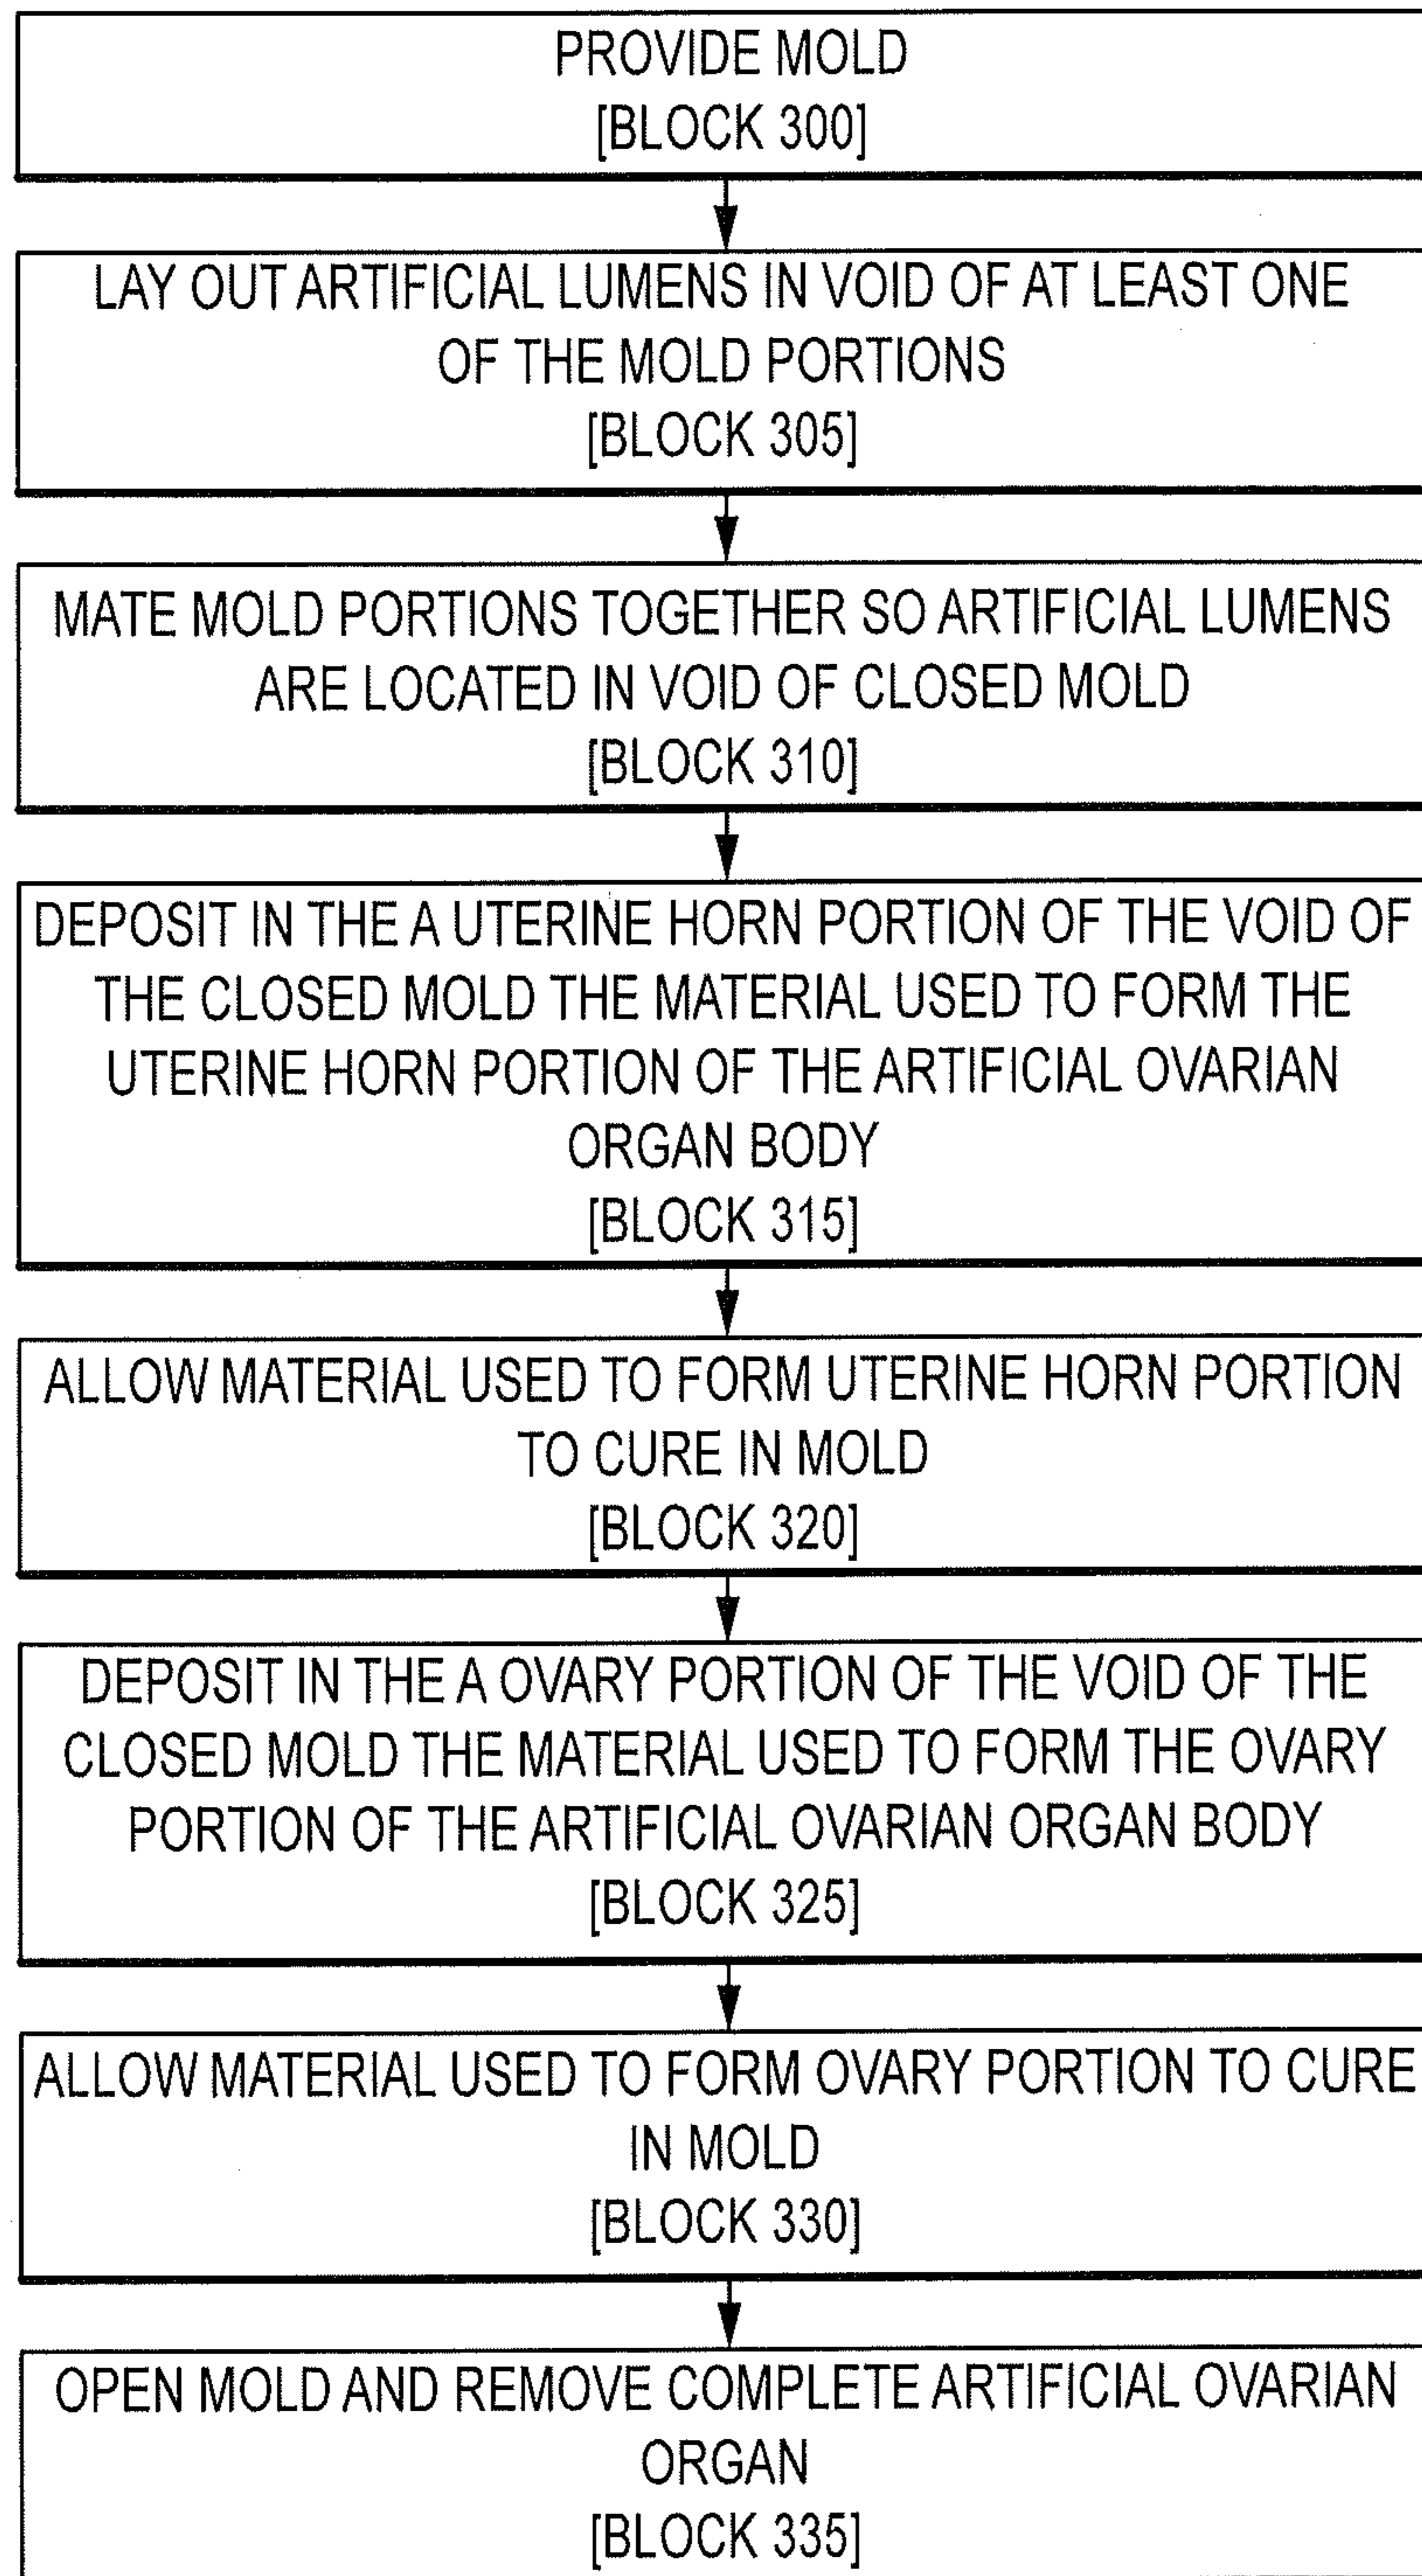 PROVIDE MOLD
[BLOCK 300]
LAY OUT ARTIFICIAL LUMENS IN VOID OF AT LEAST ONE
OF THE MOLD PORTIONS
[BLOCK 305]
MATE MOLD PORTIONS TOGETHER SO ARTIFICIAL LUMENS
ARE LOCATED IN VOID OF CLOSED MOLD
[BLOCK 310]
DEPOSIT IN THE A UTERINE HORN PORTION OF THE VOID OF
THE CLOSED MOLD THE MATERIAL USED TO FORM THE
UTERINE HORN PORTION OF THE ARTIFICIAL OVARIAN
ORGAN BODY
[BLOCK 315]
ALLOW MATERIAL USED TO FORM UTERINE HORN PORTION
TO CURE IN MOLD
[BLOCK 320]
DEPOSIT IN THE A OVARY PORTION OF THE VOID OF THE
CLOSED MOLD THE MATERIAL USED TO FORM THE OVARY
PORTION OF THE ARTIFICIAL OVARIAN ORGAN BODY
[BLOCK 325]
ALLOW MATERIAL USED TO FORM OVARY PORTION TO CURE
IN MOLD
[BLOCK 330]
OPEN MOLD AND REMOVE COMPLETE ARTIFICIAL OVARIAN
ORGAN
[BLOCK 335]